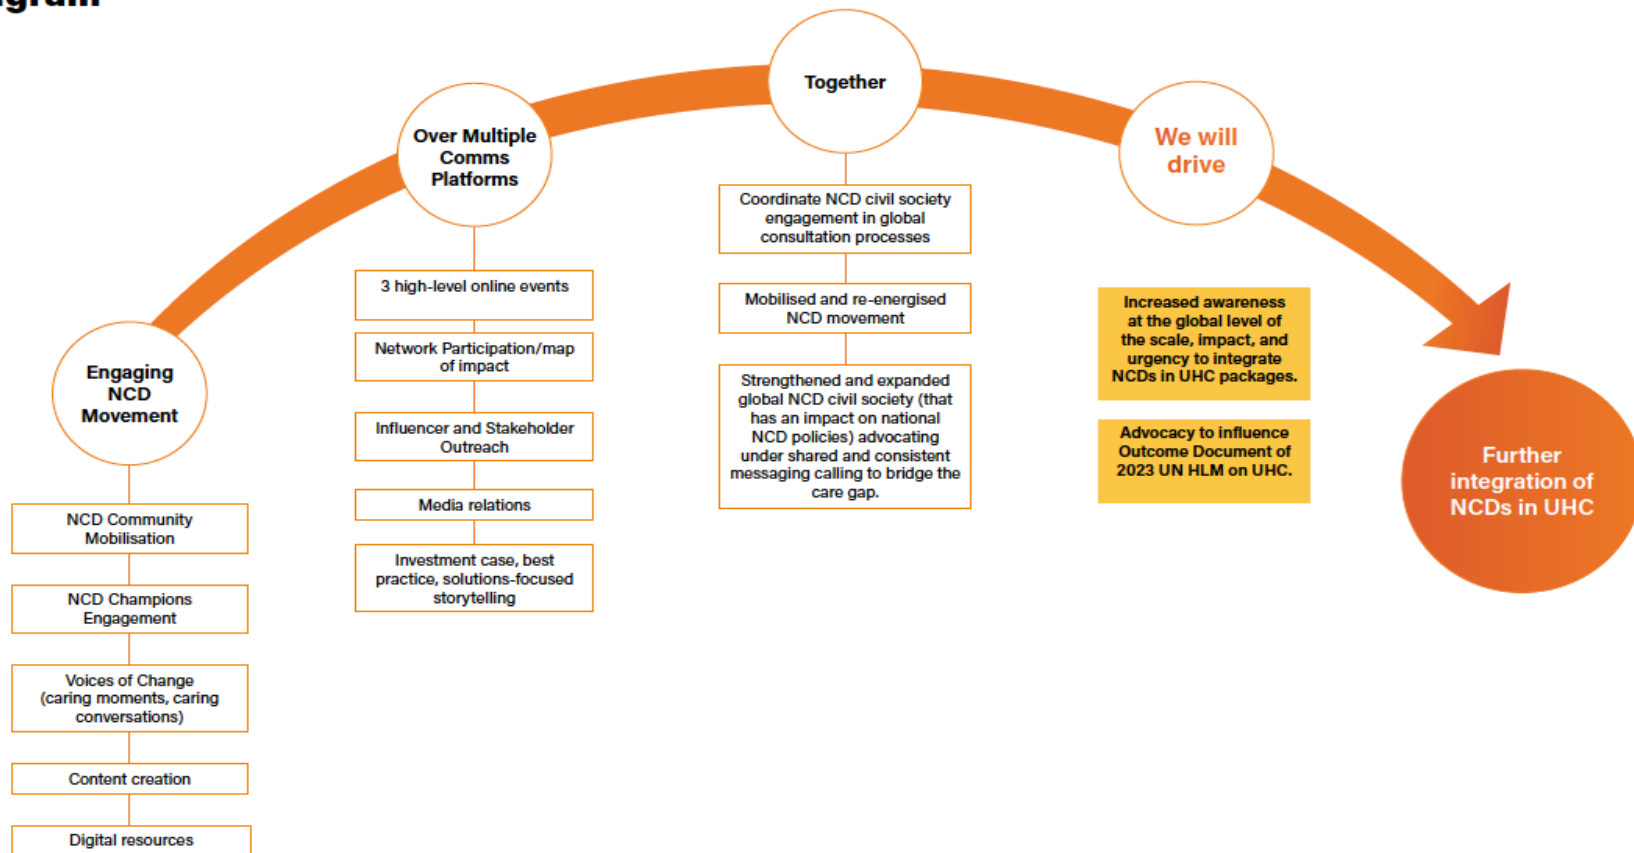 Engaging
NCD
Movement
NCD Community
Mobilisation
NCD Champions
Engagement
Voices of Change
(caring moments, caring
conversations)
Content creation
Digital resources
Over Multiple
Comms
Platforms
3 high-level online events
Network Participation/map
of impact
Influencer and Stakeholder
Outreach
Media relations
Investment case, best
practice, solutions-focused
storytelling
Together
Coordinate NCD civil society
engagement in global
consultation processes
Mobilised and re-energised
NCD movement
Strengthened and expanded
global NCD civil society (that
has an impact on national
NCD policies) advocating
under shared and consistent
messaging calling to bridge the
care gap.
We will
drive
Increased awareness
at the global level of
the scale, impact, and
urgency to integrate
NCDs in UHC packages.
Advocacy to influence
Outcome Document of
2023 UN HLM on UHC.
Further
integration of
NCDs in UHC